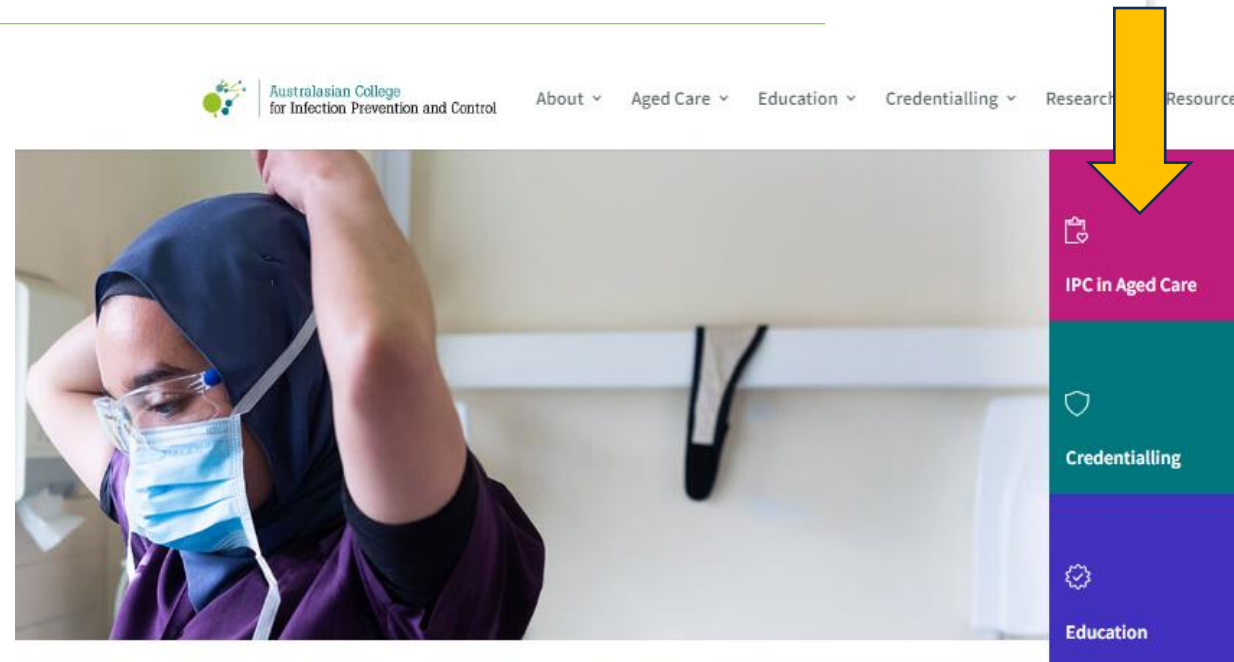 Australasian College
for Infection Prevention and Control
About
Aged Care
Education
Credentialling
Research
Resource
IPC in Aged Care
Credentialling
Education